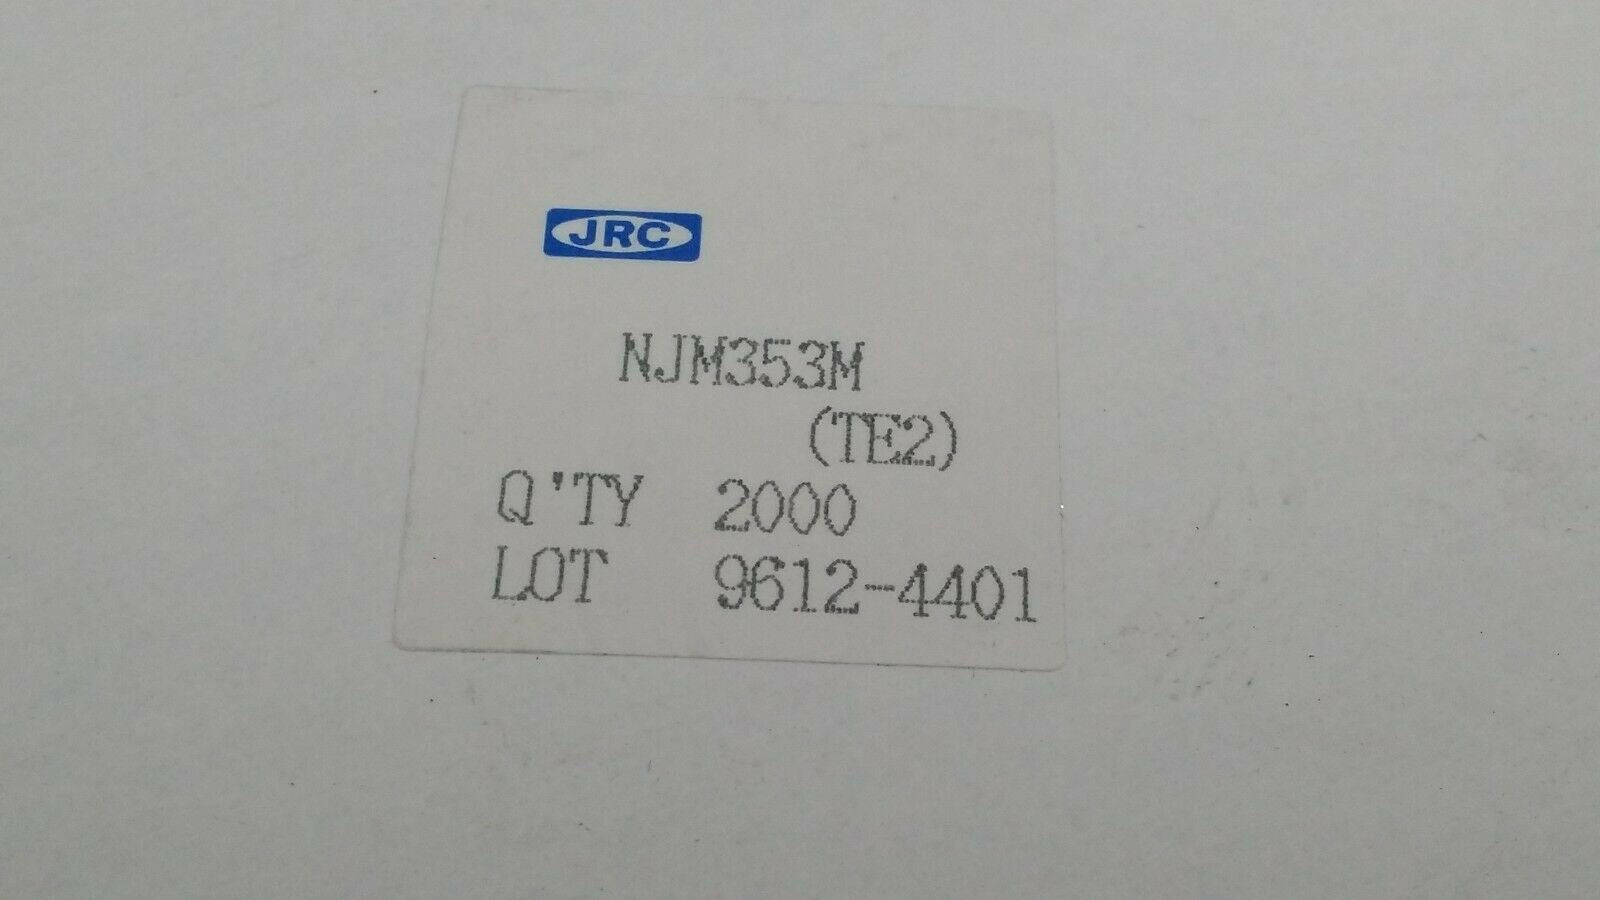 JRC
NJM353M
(TE2)
Q'TY 2000
LOT 9612-4401